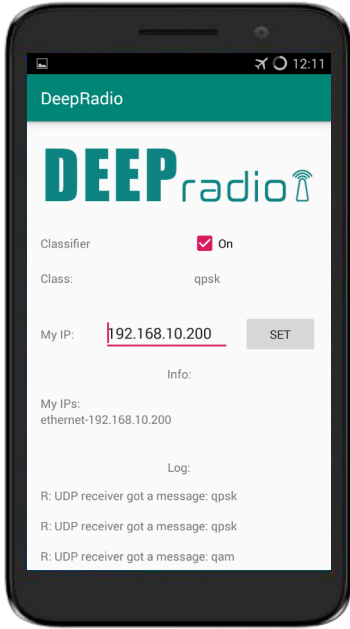 12:11
DeepRadio
DEEPradio
Classifier On
Class: qpsk
My IP: 192.168.10.200 SET
Info:
My IPs:
ethernet-192.168.10.200
Log:
R: UDP receiver got a message: qpsk
R: UDP receiver got a message: qpsk
R: UDP receiver got a message: qam